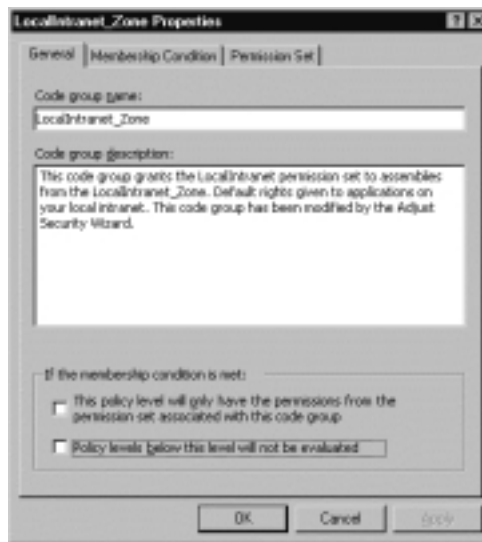 LocalIntranet_Zone Properties
General Membership Condition Permission Set
Code group name:
LocalIntranet_Zone
Code group description:
This code group grants the LocalIntranet permission set to assemblies
from the LocalIntranet_Zone. Default rights given to applications on
your local intranet. This code group has been modified by the Adjust
Security Wizard.
If the membership condition is met:
This policy level will only have the permissions from the
permission set associated with this code group
Policy levels below this level will not be evaluated
OK Cancel Apply